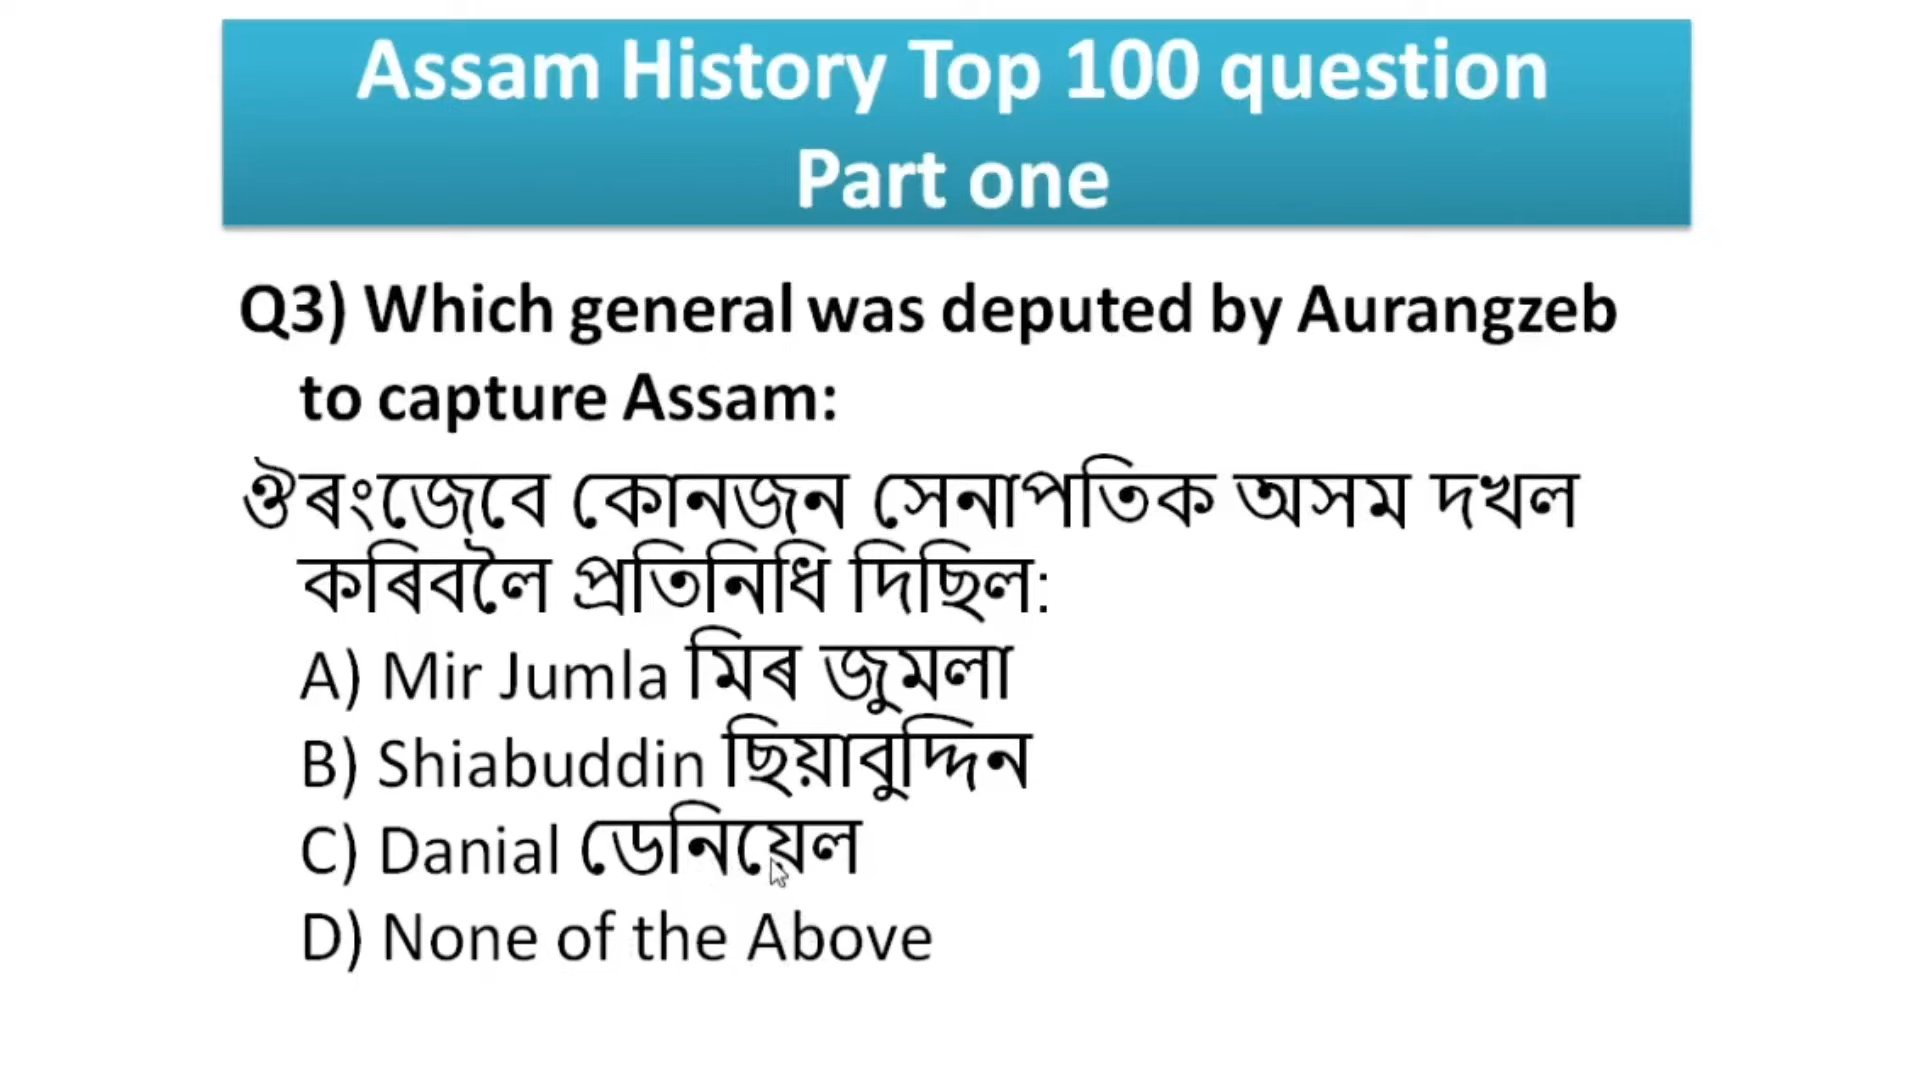 Assam History Top 100 question
Part one
Q3) Which general was deputed by Aurangzeb
to capture Assam:
ঔৰংজেবে কোনজন সেনাপতিক অসম দখল
কৰিবলৈ প্ৰতিনিধি দিছিল:
A) Mir Jumla মিৰ জুমলা
B) Shiabuddin ছিয়াবুদ্দিন
C) Danial ডেনিয়েল
D) None of the Above